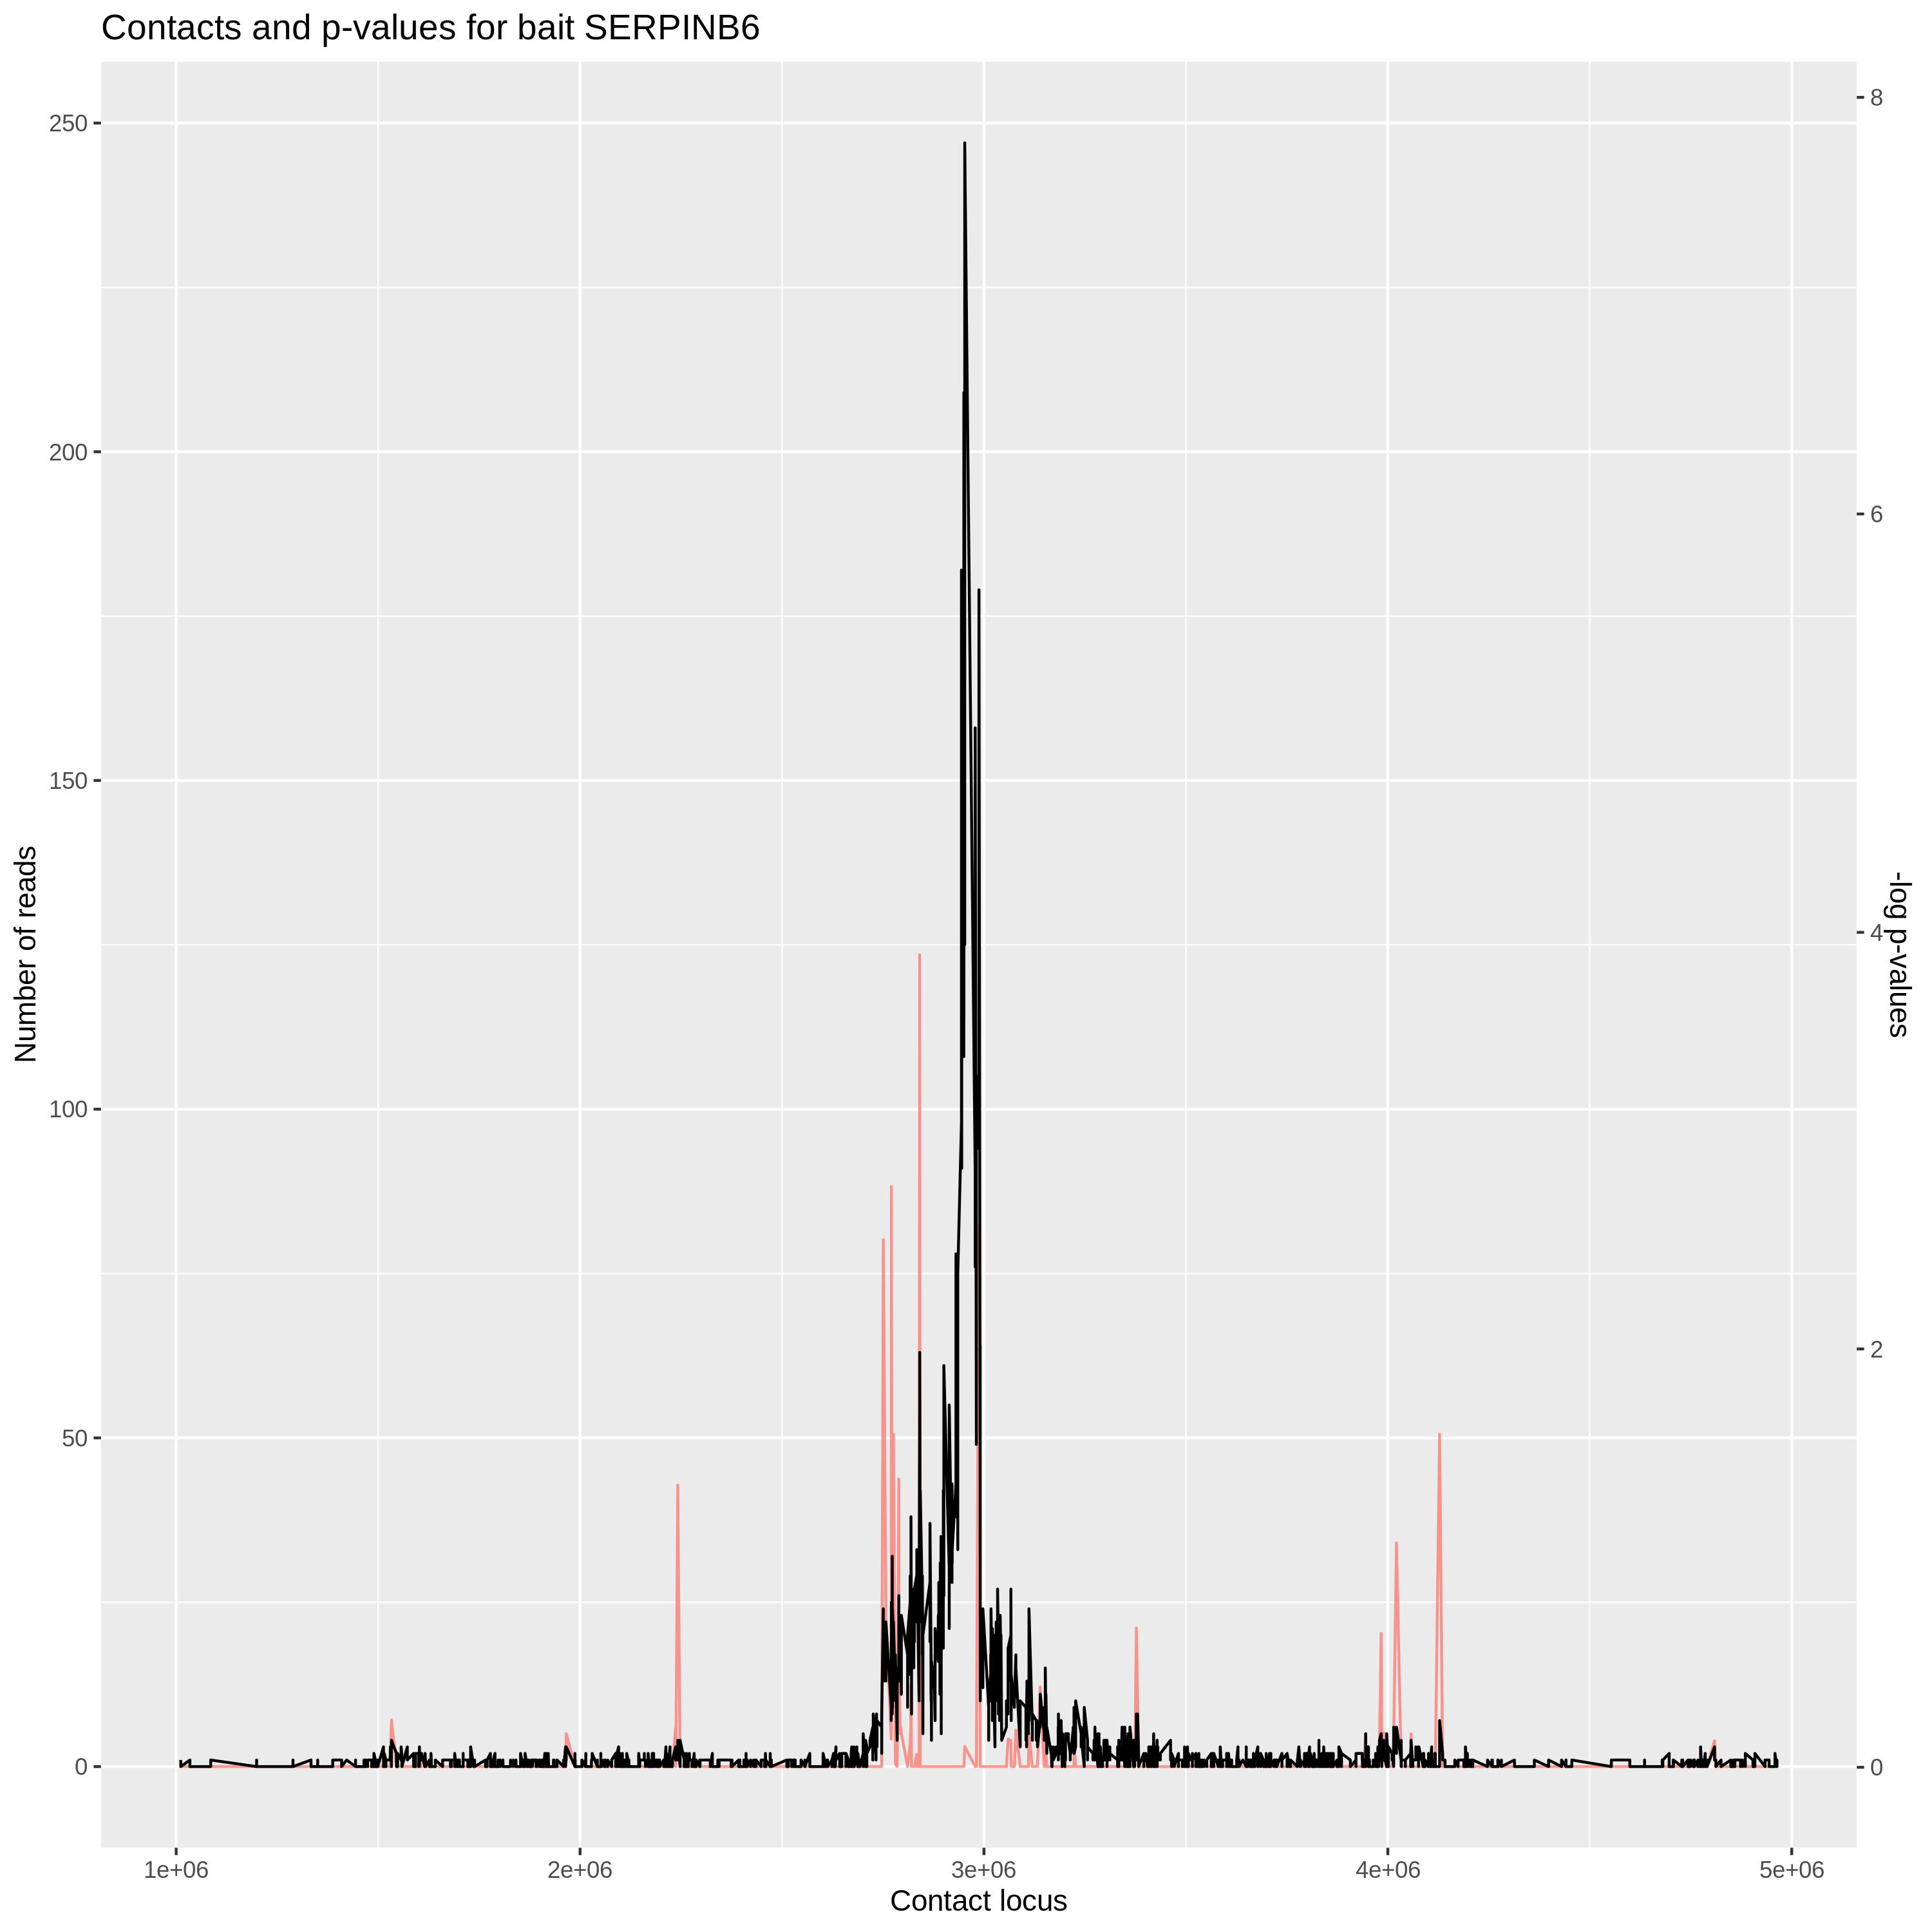 Contacts and p-values for bait SERPINB6
250
200
150
100
50
0
Number of reads
8
6
4
2
0
-log p-values
1e+06
2e+06
3e+06
4e+06
5e+06
Contact locus